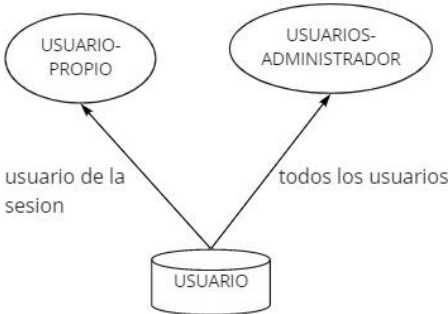 USUARIO-
PROPIO
USUARIOS-
ADMINISTRADOR
usuario de la
sesion
todos los usuarios
USUARIO